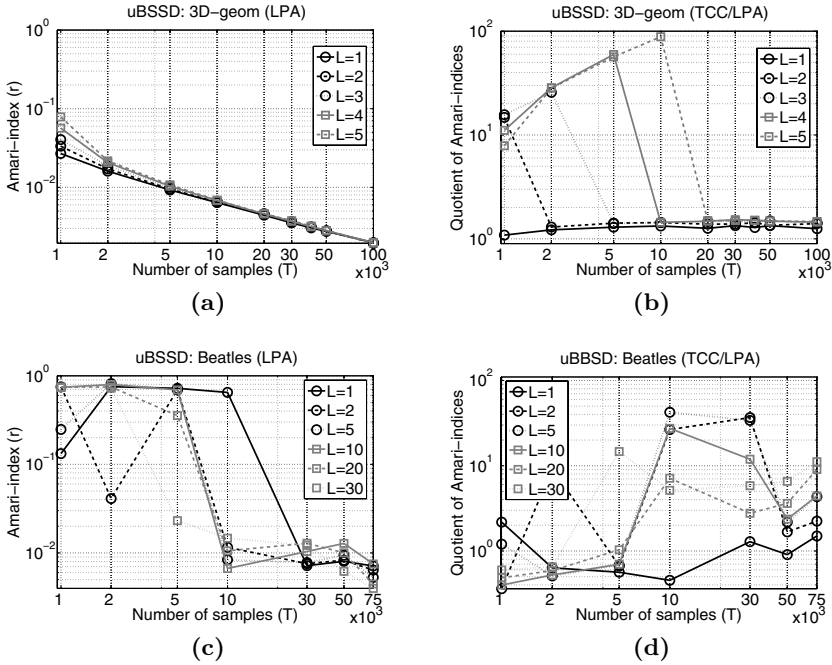 uBSSD: 3D-geom (LPA)
Amari-index (r)
10^0
10^-1
10^-2
L=1
L=2
L=3
L=4
L=5
1 2 5 10 20 30 50 100
Number of samples (T)
x10^3
(a)
uBSSD: 3D-geom (TCC/LPA)
Quotient of Amari-indices
10^2
10^1
10^0
L=1
L=2
L=3
L=4
L=5
1 2 5 10 20 30 50 100
Number of samples (T)
x10^3
(b)
uBSSD: Beatles (LPA)
Amari-index (r)
10^0
10^-1
10^-2
L=1
L=2
L=5
L=10
L=20
L=30
1 2 5 10 30 50 75
Number of samples (T)
x10^3
(c)
uBBSD: Beatles (TCC/LPA)
Quotient of Amari-indices
10^2
10^1
10^0
L=1
L=2
L=5
L=10
L=20
L=30
1 2 5 10 30 50 75
Number of samples (T)
x10^3
(d)